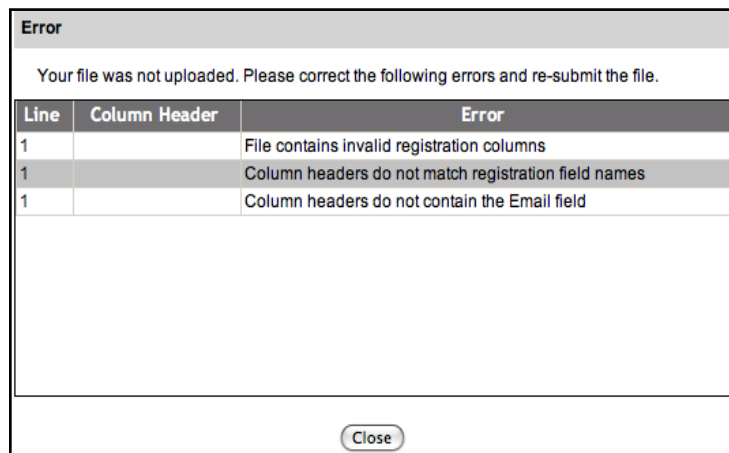 Error
Your file was not uploaded. Please correct the following errors and re-submit the file.
Line Column Header Error
1 File contains invalid registration columns
1 Column headers do not match registration field names
1 Column headers do not contain the Email field
Close